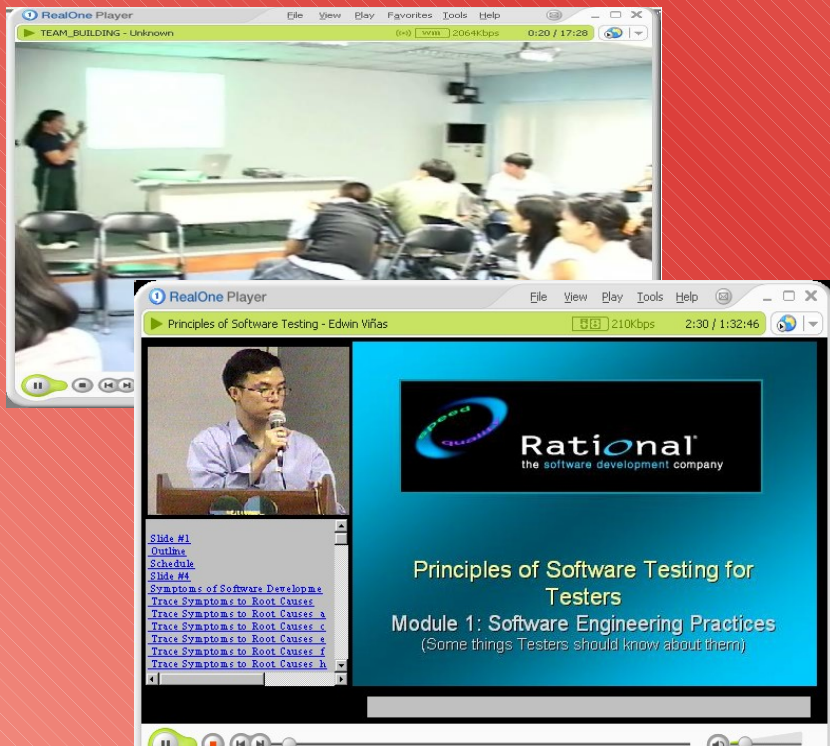 RealOne Player File View Play Favorites Tools Help
TEAM_BUILDING - Unknown ((•)) wm 2064Kbps 0:20 / 17:28
RealOne Player File View Play Tools Help
Principles of Software Testing - Edwin Viñas 210Kbps 2:30 / 1:32:46
speed
quality
Rational
the software development company
Slide #1
Outline
Schedule
Slide #4
Symptoms of Software Developme
Trace Symptoms to Root Causes
Trace Symptoms to Root Causes a
Trace Symptoms to Root Causes c
Trace Symptoms to Root Causes e
Trace Symptoms to Root Causes f
Trace Symptoms to Root Causes h
Principles of Software Testing for
Testers
Module 1: Software Engineering Practices
(Some things Testers should know about them)